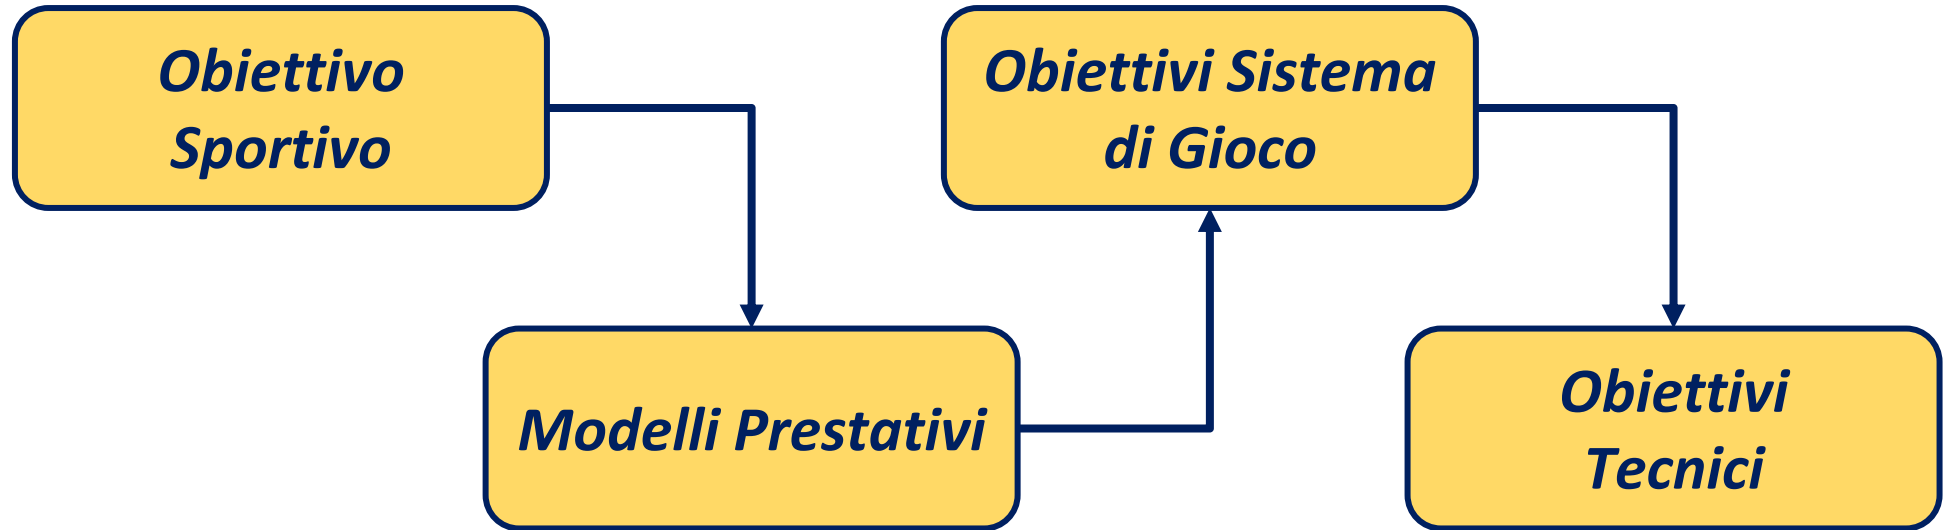 Obiettivo
Sportivo
Obiettivi Sistema
di Gioco
Modelli Prestativi
Obiettivi
Tecnici